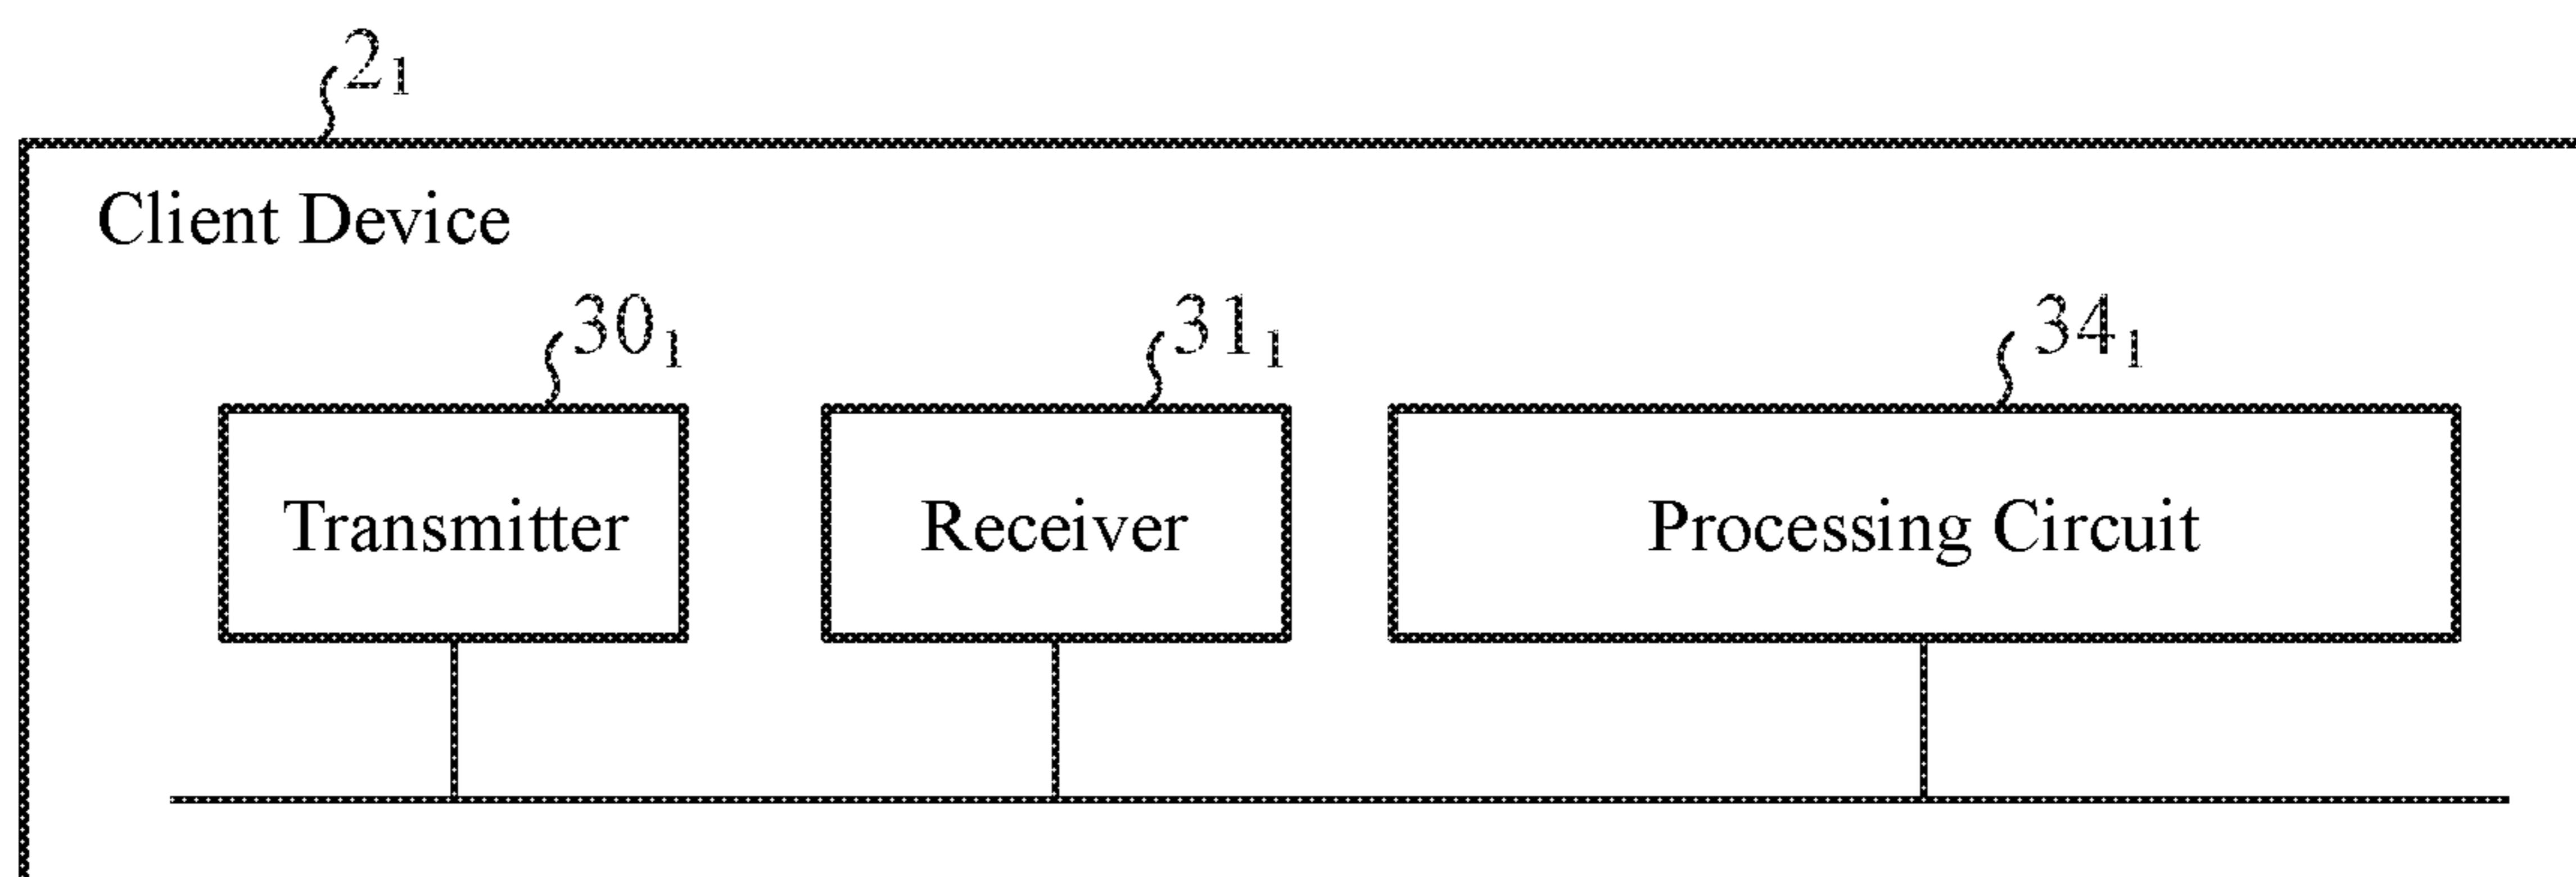 2₁
Client Device
30₁ 31₁ 34₁
Transmitter Receiver Processing Circuit